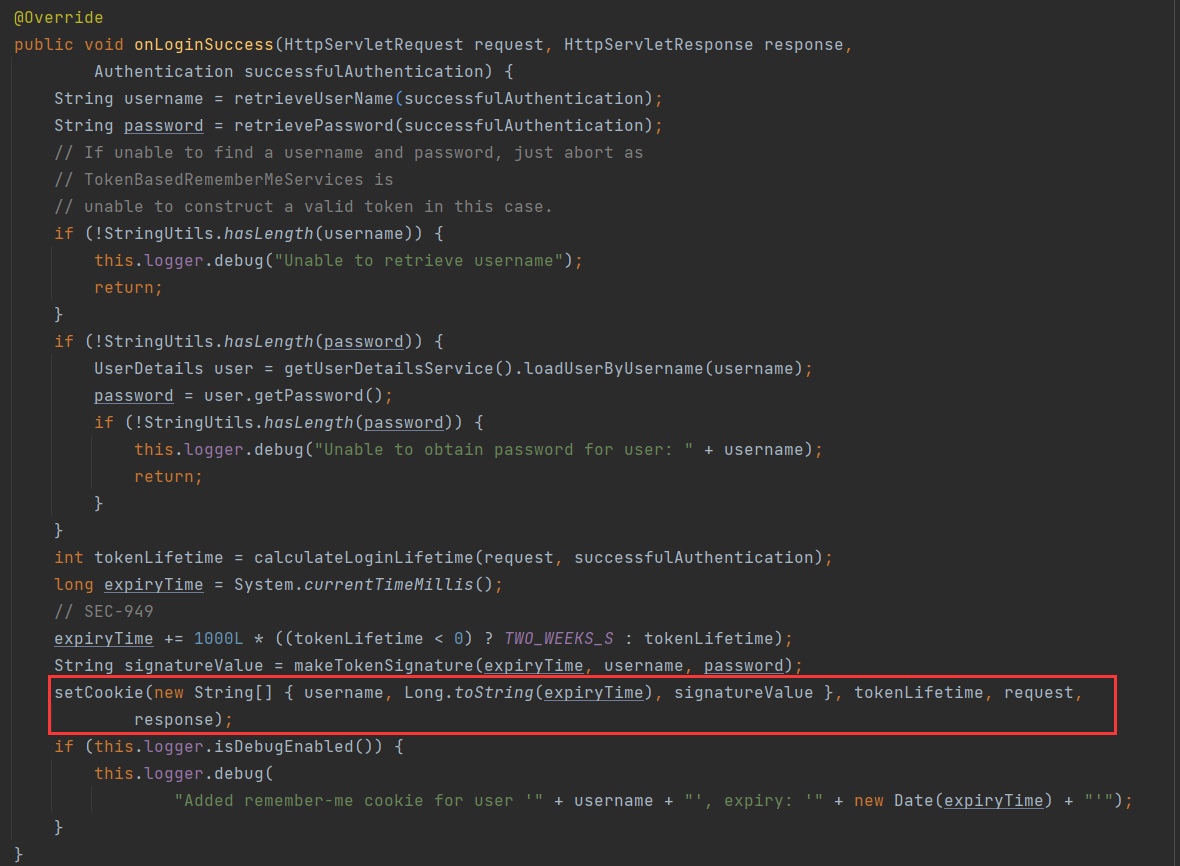 @Override
public void onLoginSuccess(HttpServletRequest request, HttpServletResponse response,
        Authentication successfulAuthentication) {
    String username = retrieveUserName(successfulAuthentication);
    String password = retrievePassword(successfulAuthentication);
    // If unable to find a username and password, just abort as
    // TokenBasedRememberMeServices is
    // unable to construct a valid token in this case.
    if (!StringUtils.hasLength(username)) {
        this.logger.debug("Unable to retrieve username");
        return;
    }
    if (!StringUtils.hasLength(password)) {
        UserDetails user = getUserDetailsService().loadUserByUsername(username);
        password = user.getPassword();
        if (!StringUtils.hasLength(password)) {
            this.logger.debug("Unable to obtain password for user: " + username);
            return;
        }
    }
    int tokenLifetime = calculateLoginLifetime(request, successfulAuthentication);
    long expiryTime = System.currentTimeMillis();
    // SEC-949
    expiryTime += 1000L * ((tokenLifetime < 0) ? TWO_WEEKS_S : tokenLifetime);
    String signatureValue = makeTokenSignature(expiryTime, username, password);
    setCookie(new String[] { username, Long.toString(expiryTime), signatureValue }, tokenLifetime, request,
            response);
    if (this.logger.isDebugEnabled()) {
        this.logger.debug(
                "Added remember-me cookie for user '" + username + "', expiry: '" + new Date(expiryTime) + "'");
    }
}